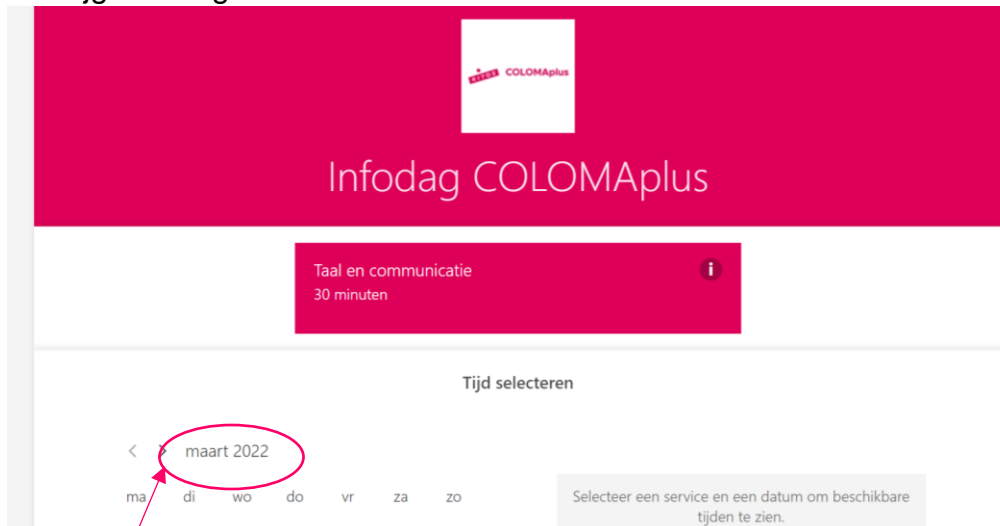 COLOMAplus
Infodag COLOMAplus
Taal en communicatie
30 minuten
Tijd selecteren
< > maart 2022
ma di wo do vr za zo
Selecteer een service en een datum om beschikbare
tijden te zien.